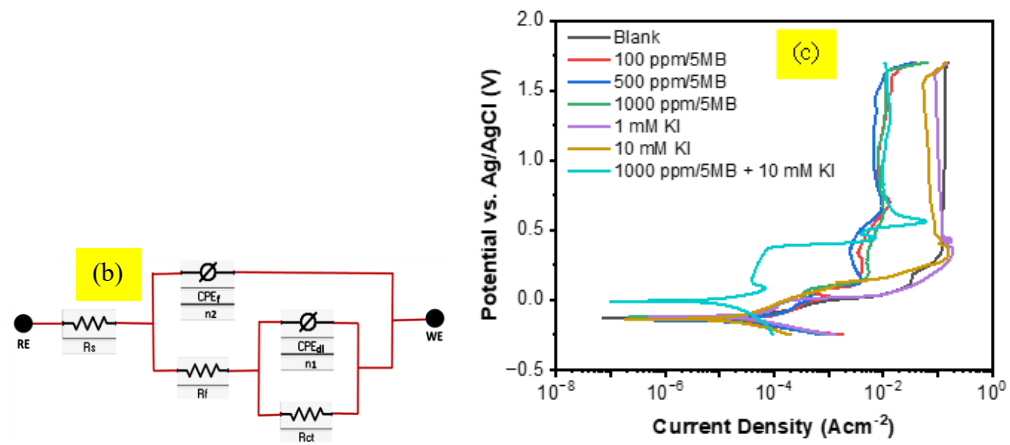 (b)
RE
Rs
CPEf
n2
Rf
CPEdl
n1
Rct
WE
(c)
Potential vs. Ag/AgCl (V)
2.0
1.5
1.0
0.5
0.0
−0.5
Blank
100 ppm/5MB
500 ppm/5MB
1000 ppm/5MB
1 mM KI
10 mM KI
1000 ppm/5MB + 10 mM KI
10⁻⁸
10⁻⁶
10⁻⁴
10⁻²
10⁰
Current Density (Acm⁻²)